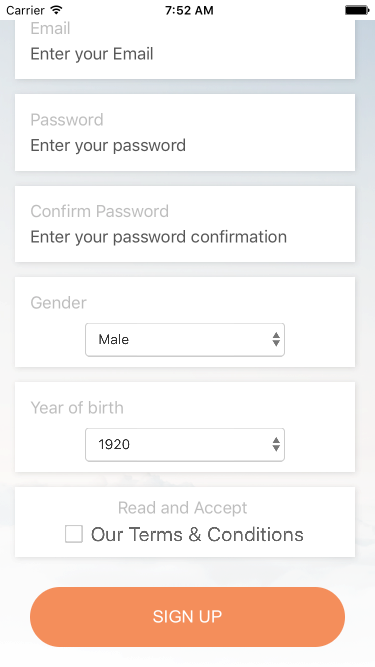 Carrier 7:52 AM
Email
Enter your Email
Password
Enter your password
Confirm Password
Enter your password confirmation
Gender
Male
Year of birth
1920
Read and Accept
Our Terms & Conditions
SIGN UP